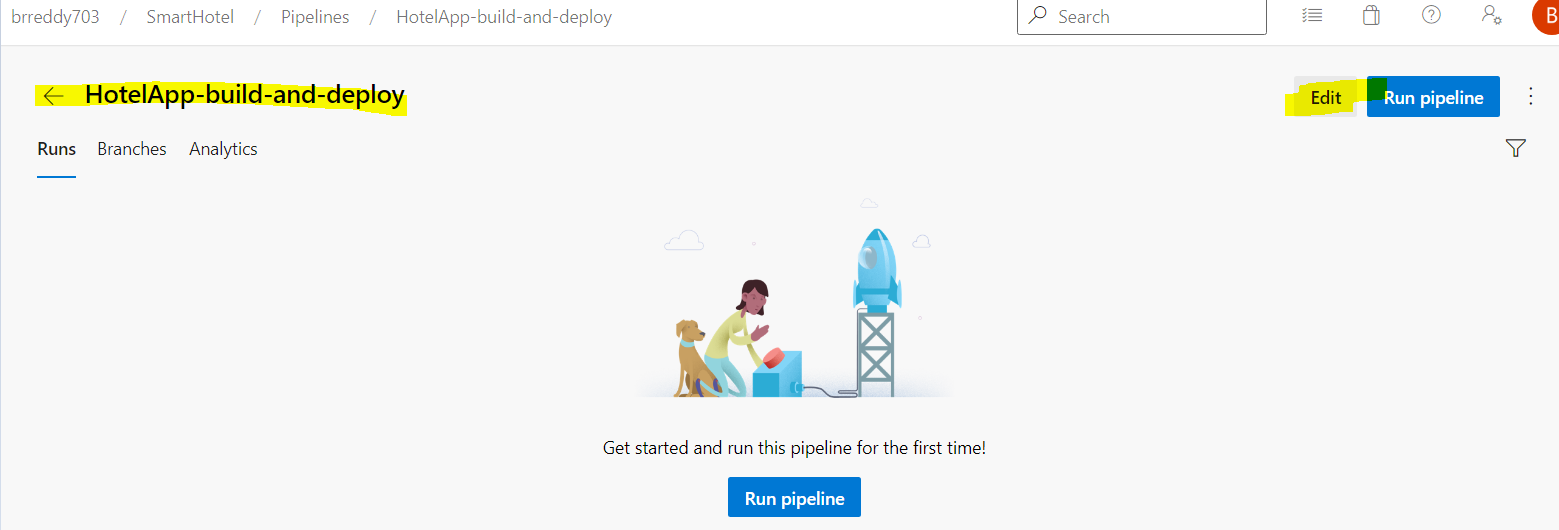 brreddy703 / SmartHotel / Pipelines / HotelApp-build-and-deploy Search B
HotelApp-build-and-deploy Edit Run pipeline
Runs Branches Analytics
Get started and run this pipeline for the first time!
Run pipeline